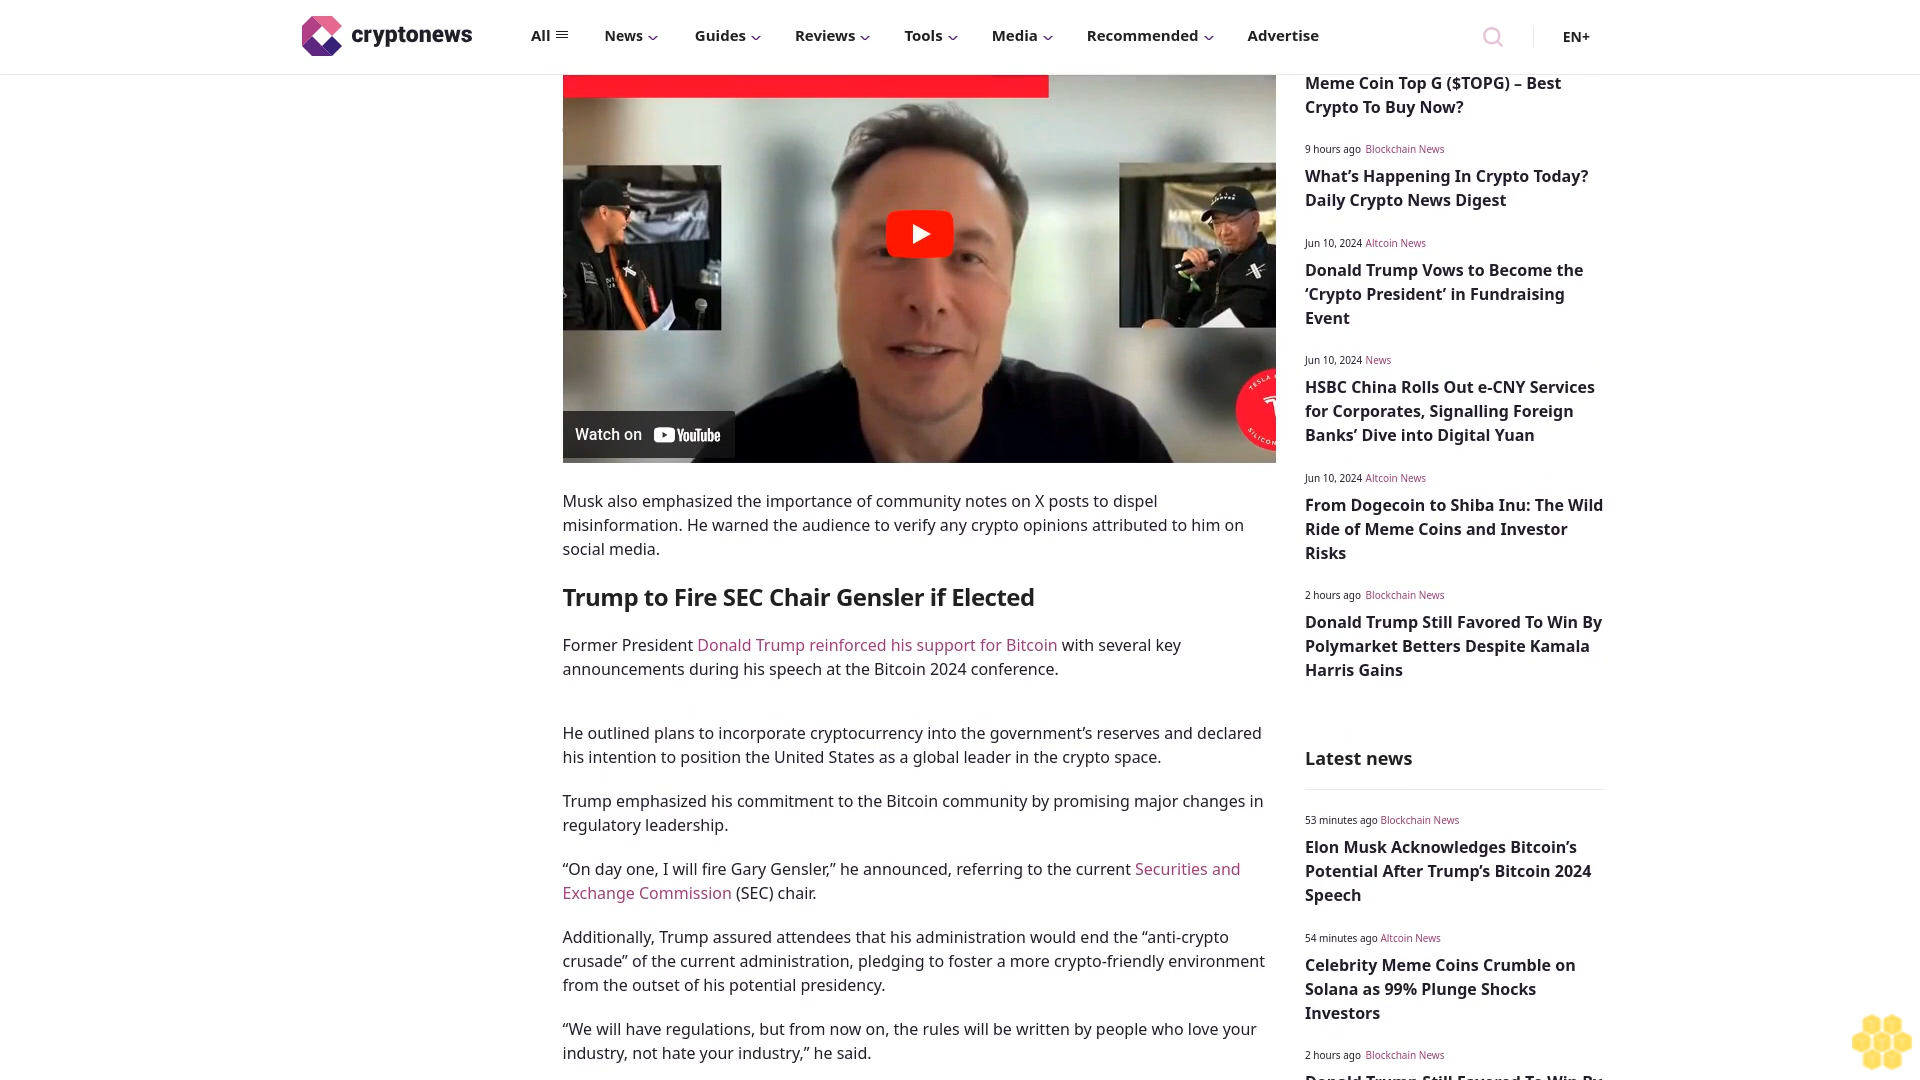 cryptonews
All
News
Guides
Reviews
Tools
Media
Recommended
Advertise
EN+
Watch on YouTube
Musk also emphasized the importance of community notes on X posts to dispel
misinformation. He warned the audience to verify any crypto opinions attributed to him on
social media.
Trump to Fire SEC Chair Gensler if Elected
Former President Donald Trump reinforced his support for Bitcoin with several key
announcements during his speech at the Bitcoin 2024 conference.
He outlined plans to incorporate cryptocurrency into the government’s reserves and declared
his intention to position the United States as a global leader in the crypto space.
Trump emphasized his commitment to the Bitcoin community by promising major changes in
regulatory leadership.
“On day one, I will fire Gary Gensler,” he announced, referring to the current Securities and
Exchange Commission (SEC) chair.
Additionally, Trump assured attendees that his administration would end the “anti-crypto
crusade” of the current administration, pledging to foster a more crypto-friendly environment
from the outset of his potential presidency.
“We will have regulations, but from now on, the rules will be written by people who love your
industry, not hate your industry,” he said.
Meme Coin Top G ($TOPG) – Best
Crypto To Buy Now?
9 hours ago Blockchain News
What’s Happening In Crypto Today?
Daily Crypto News Digest
Jun 10, 2024 Altcoin News
Donald Trump Vows to Become the
‘Crypto President’ in Fundraising
Event
Jun 10, 2024 News
HSBC China Rolls Out e-CNY Services
for Corporates, Signalling Foreign
Banks’ Dive into Digital Yuan
Jun 10, 2024 Altcoin News
From Dogecoin to Shiba Inu: The Wild
Ride of Meme Coins and Investor
Risks
2 hours ago Blockchain News
Donald Trump Still Favored To Win By
Polymarket Betters Despite Kamala
Harris Gains
Latest news
53 minutes ago Blockchain News
Elon Musk Acknowledges Bitcoin’s
Potential After Trump’s Bitcoin 2024
Speech
54 minutes ago Altcoin News
Celebrity Meme Coins Crumble on
Solana as 99% Plunge Shocks
Investors
2 hours ago Blockchain News
Donald Trump Still Favored To Win By